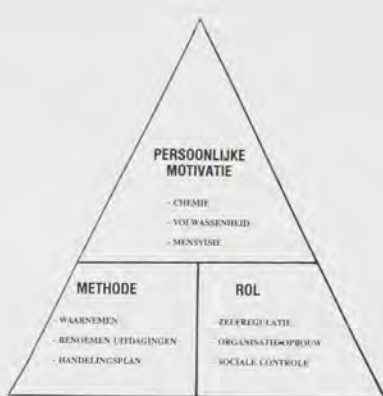 PERSOONLIJKE
MOTIVATIE
- CHEMIE
- VOLWASSENHEID
- MENSVISIE
METHODE
- WAARNEMEN
- BENOEMEN UITDAGINGEN
- HANDELINGSPLAN
ROL
ZELFREGULATIE
ORGANISATIE-OPBOUW
SOCIALE CONTROLE